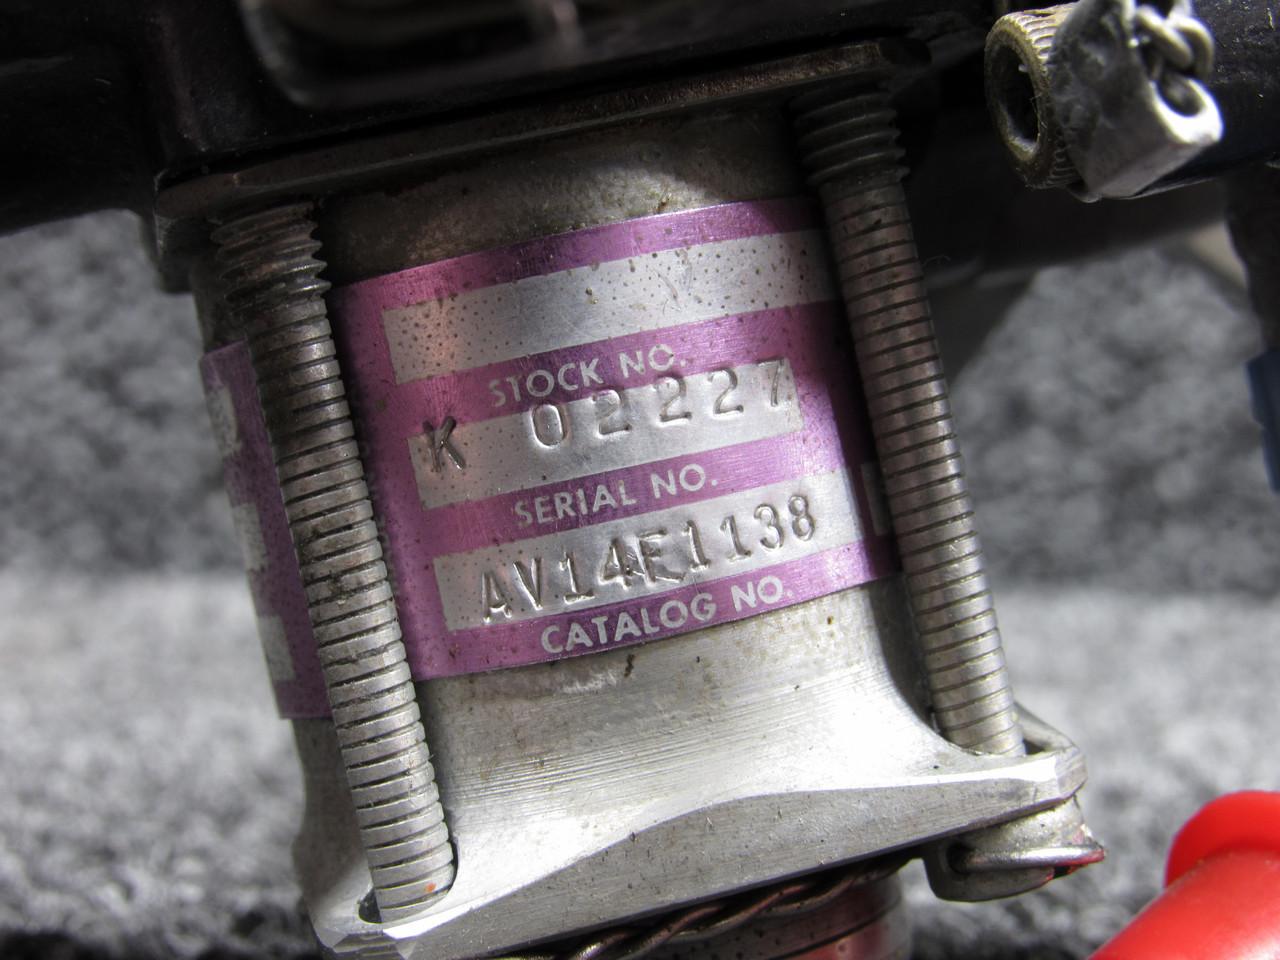 STOCK NO.
K 02227
SERIAL NO.
AV14E1138
CATALOG NO.